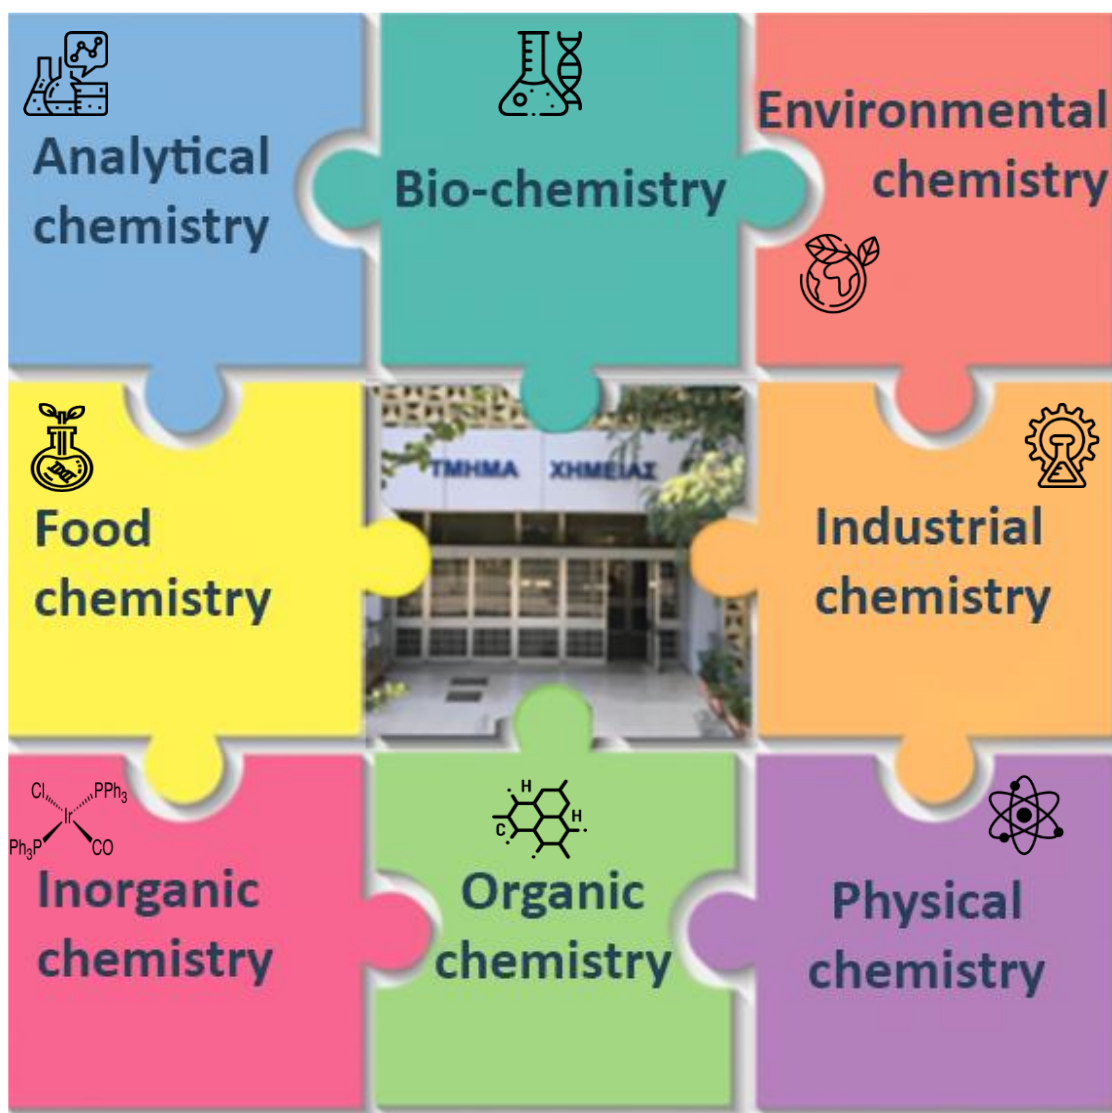 Analytical
chemistry
Bio-chemistry
Environmental
chemistry
Food
chemistry
ΤΜΗΜΑ ΧΗΜΕΙΑΣ
Industrial
chemistry
Cl PPh3
Ir
Ph3P CO
Inorganic
chemistry
H
C H
Organic
chemistry
Physical
chemistry